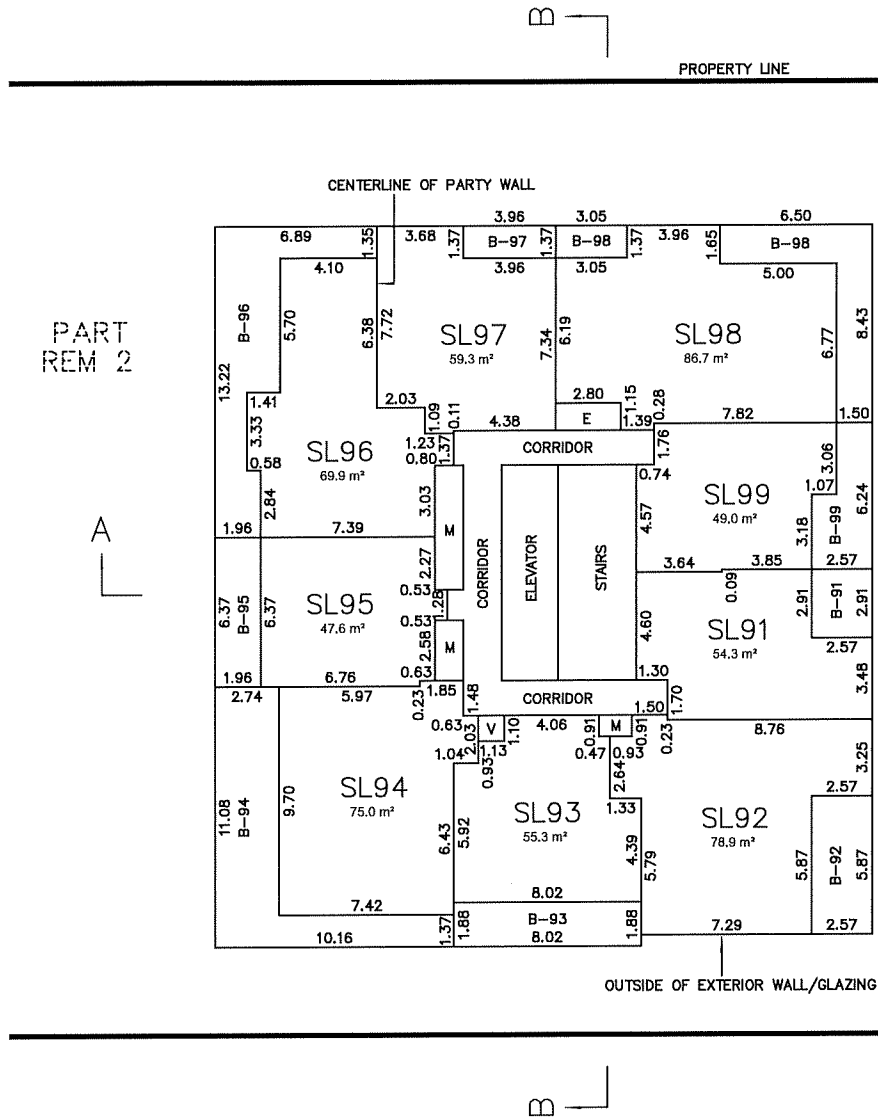 B
PROPERTY LINE
CENTERLINE OF PARTY WALL
3.96
3.05
6.50
6.89
1.35
3.68
1.37
B-97
1.37
B-98
1.37
3.96
1.65
B-98
4.10
3.96
3.05
5.00
PART
REM 2
B-96
5.70
6.38
7.72
SL97
59.3 m²
7.34
6.19
SL98
86.7 m²
6.77
8.43
13.22
1.41
2.03
1.09
0.11
4.38
2.80
E
1.15
1.39
0.28
7.82
1.50
3.33
0.58
SL96
69.9 m²
1.23
0.80
1.37
CORRIDOR
1.76
0.74
3.06
1.07
6.24
2.84
3.03
M
4.57
SL99
49.0 m²
3.18
B-99
A
1.96
7.39
2.27
CORRIDOR
ELEVATOR
STAIRS
3.64
3.85
2.57
0.09
6.37
B-95
6.37
SL95
47.6 m²
0.53
1.28
0.53
2.58
M
0.63
4.60
SL91
54.3 m²
2.91
B-91
2.91
2.57
3.48
1.96
6.76
1.30
2.74
5.97
0.23
1.85
1.48
CORRIDOR
1.50
1.70
0.63
2.03
V
1.10
4.06
0.91
M
0.91
0.23
8.76
1.04
1.13
0.93
0.47
0.93
2.64
3.25
2.57
11.08
B-94
9.70
SL94
75.0 m²
6.43
5.92
SL93
55.3 m²
1.33
4.39
5.79
SL92
78.9 m²
5.87
B-92
5.87
7.42
8.02
1.37
1.88
B-93
1.88
10.16
8.02
7.29
2.57
OUTSIDE OF EXTERIOR WALL/GLAZING
B